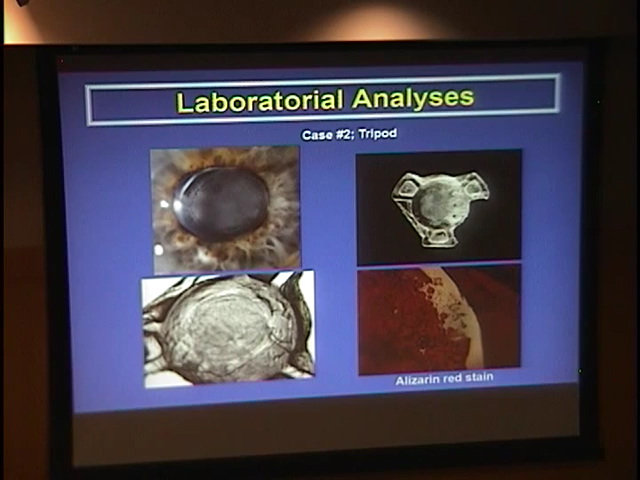 Laboratorial Analyses
Case #2; Tripod
Alizarin red stain